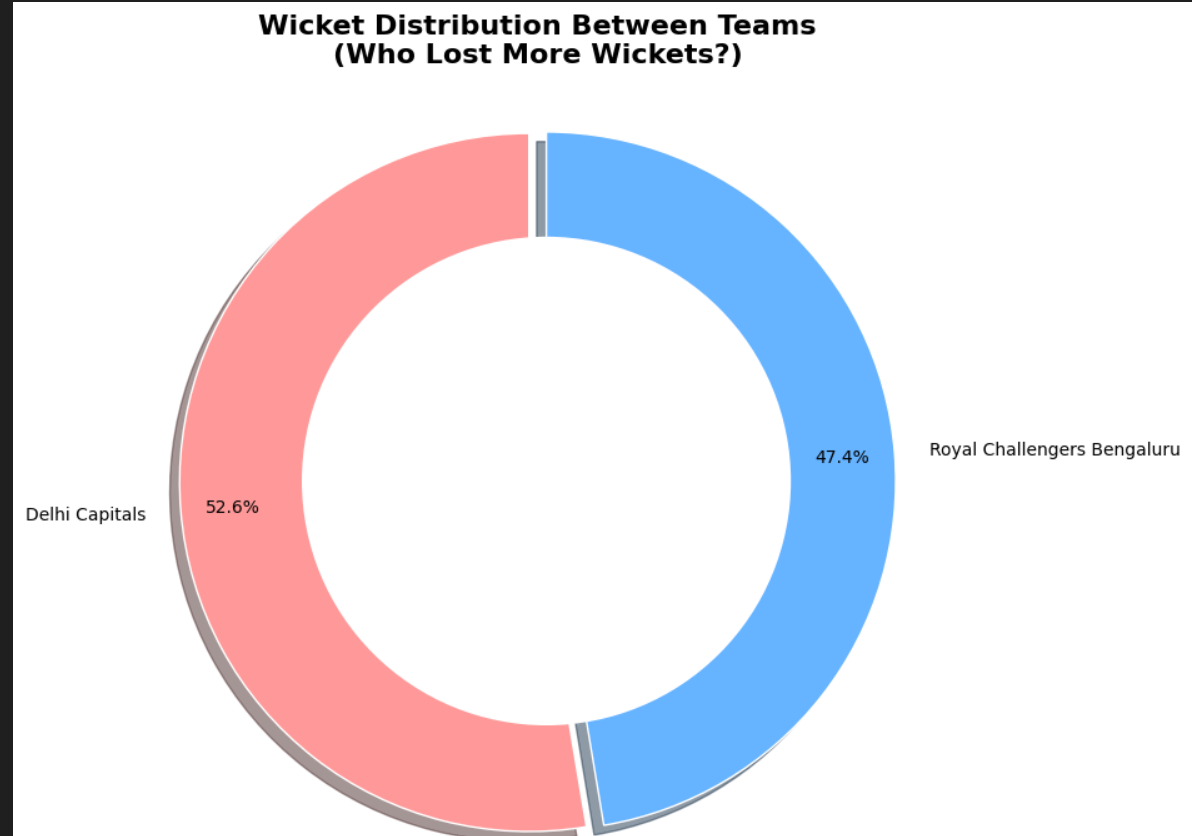 Wicket Distribution Between Teams
(Who Lost More Wickets?)
Royal Challengers Bengaluru
47.4%
52.6%
Delhi Capitals